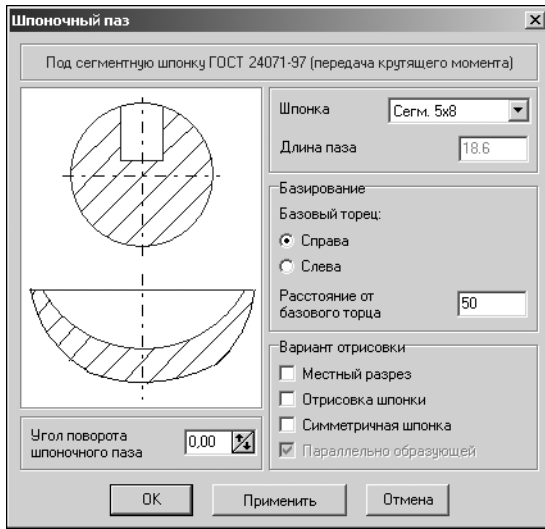 Шпоночный паз
Под сегментную шпонку ГОСТ 24071-97 (передача крутящего момента)
Шпонка
Сегм. 5x8
Длина паза
18.6
Базирование
Базовый торец:
Справа
Слева
Расстояние от
базового торца
50
Вариант отрисовки
Местный разрез
Отрисовка шпонки
Симметричная шпонка
Параллельно образующей
Угол поворота
шпоночного паза
0,00
OK
Применить
Отмена